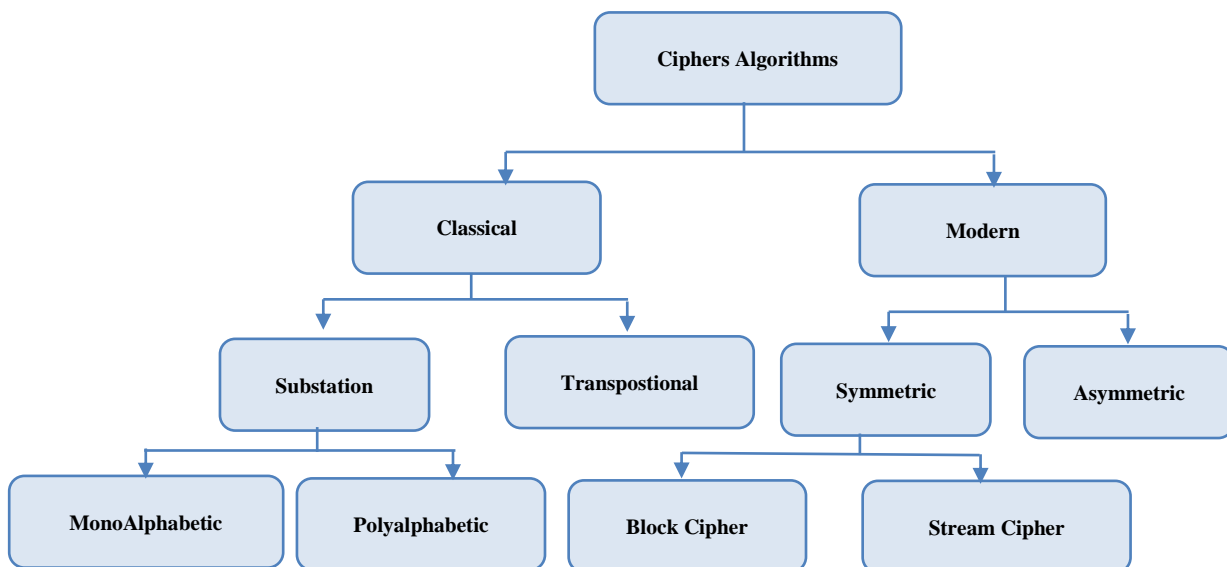 Ciphers Algorithms
Classical
Modern
Substation
Transpostional
Symmetric
Asymmetric
MonoAlphabetic
Polyalphabetic
Block Cipher
Stream Cipher